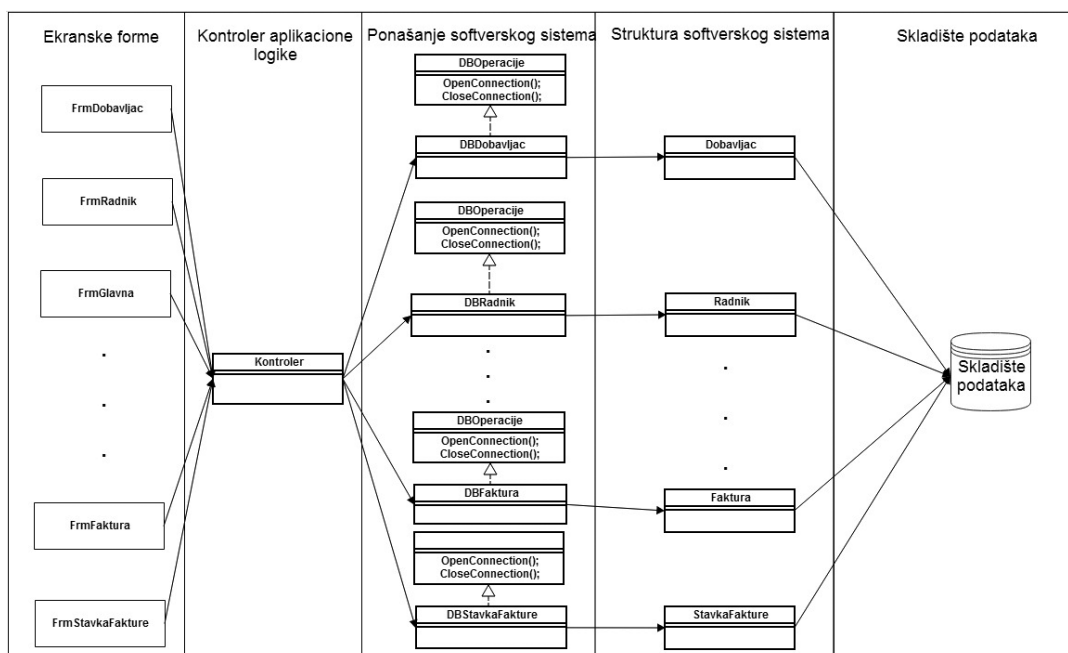 Ekranske forme
Kontroler aplikacione
logike
Ponašanje softverskog sistema
Struktura softverskog sistema
Skladište podataka
FrmDobavljac
FrmRadnik
FrmGlavna
FrmFaktura
FrmStavkaFakture
Kontroler
DBOperacije
OpenConnection();
CloseConnection();
DBDobavljac
DBOperacije
OpenConnection();
CloseConnection();
DBRadnik
DBOperacije
OpenConnection();
CloseConnection();
DBFaktura
OpenConnection();
CloseConnection();
DBStavkaFakture
Dobavljac
Radnik
Faktura
StavkaFakture
Skladište
podataka